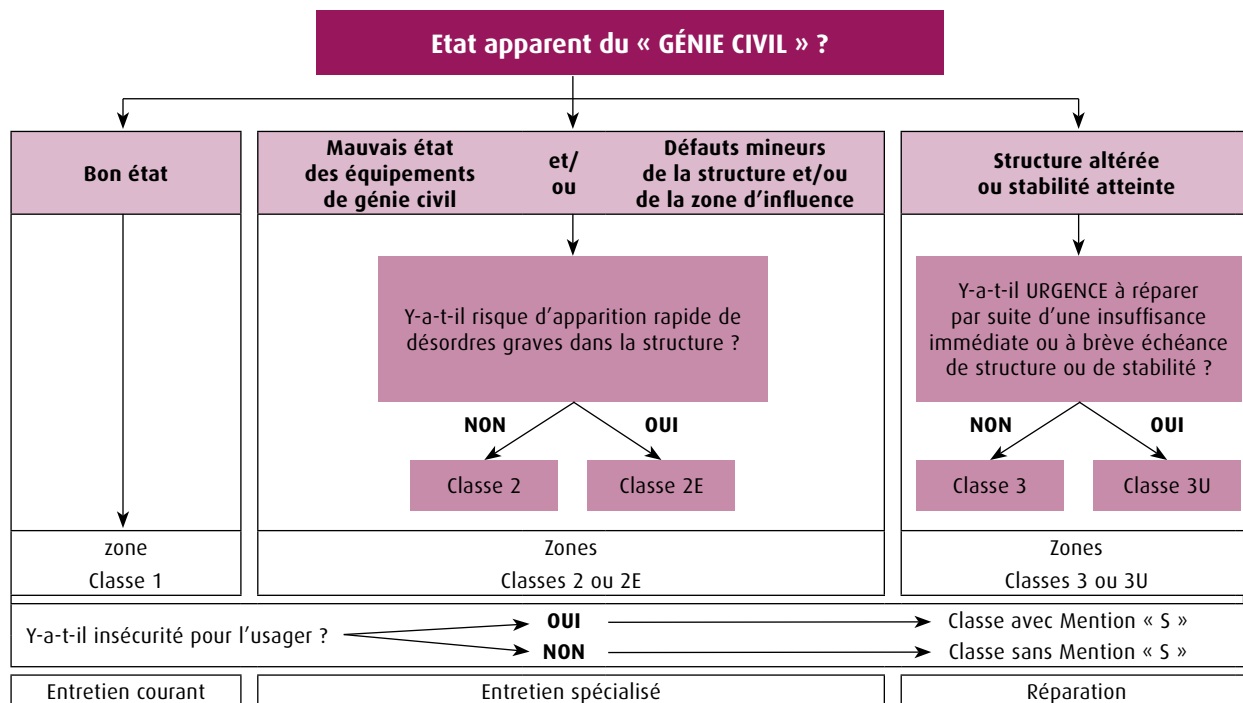 Etat apparent du « GÉNIE CIVIL » ?
Bon état
Mauvais état
des équipements
de génie civil
et/
ou
Défauts mineurs
de la structure et/ou
de la zone d'influence
Structure altérée
ou stabilité atteinte
Y-a-t-il risque d'apparition rapide de
désordres graves dans la structure ?
NON
OUI
Classe 2
Classe 2E
Y-a-t-il URGENCE à réparer
par suite d'une insuffisance
immédiate ou à brève échéance
de structure ou de stabilité ?
NON
OUI
Classe 3
Classe 3U
zone
Classe 1
Zones
Classes 2 ou 2E
Zones
Classes 3 ou 3U
Y-a-t-il insécurité pour l'usager ?
OUI
Classe avec Mention « S »
NON
Classe sans Mention « S »
Entretien courant
Entretien spécialisé
Réparation